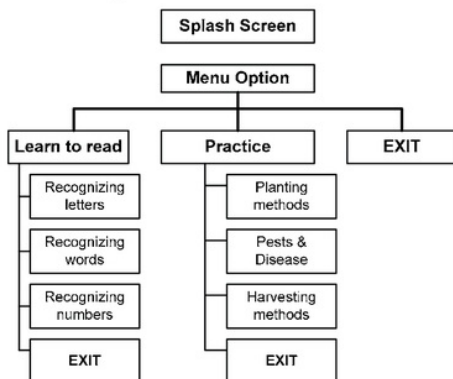 Splash Screen
Menu Option
Learn to read
Practice
EXIT
Recognizing
letters
Recognizing
words
Recognizing
numbers
EXIT
Planting
methods
Pests &
Disease
Harvesting
methods
EXIT